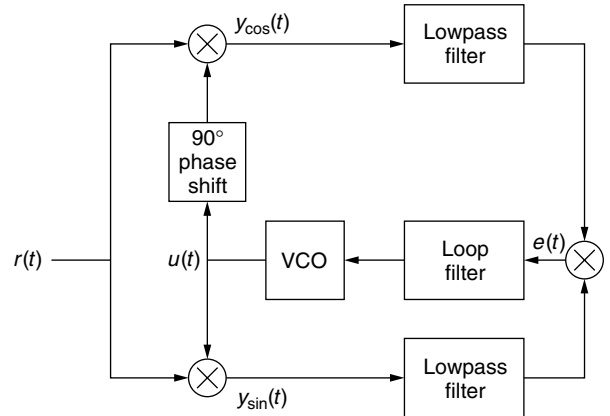 y_cos(t)
Lowpass
filter
90°
phase
shift
r(t)
u(t)
VCO
Loop
filter
e(t)
y_sin(t)
Lowpass
filter